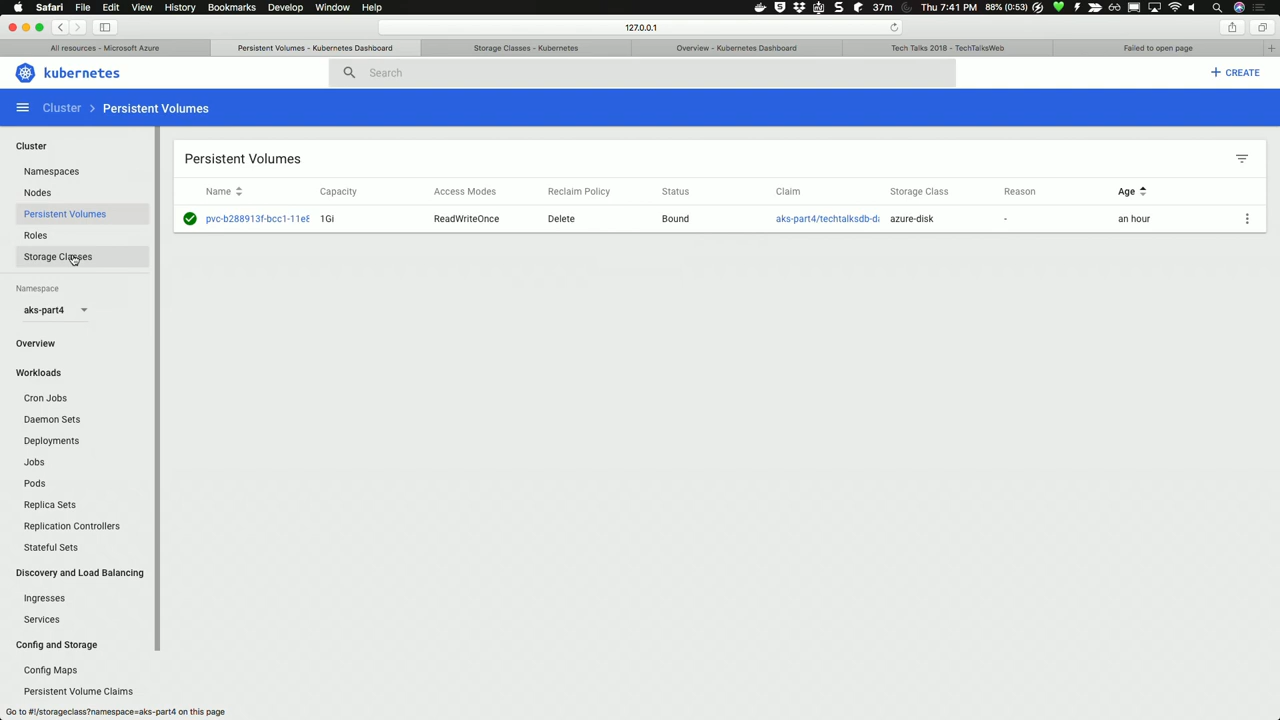 Safari File Edit View History Bookmarks Develop Window Help 37m Thu 7:41 PM 88% (0:53)
127.0.0.1
All resources - Microsoft Azure Persistent Volumes - Kubernetes Dashboard Storage Classes - Kubernetes Overview - Kubernetes Dashboard Tech Talks 2018 - TechTalksWeb Failed to open page
kubernetes Search + CREATE
Cluster > Persistent Volumes
Cluster
Namespaces
Nodes
Persistent Volumes
Roles
Storage Classes
Namespace
aks-part4
Overview
Workloads
Cron Jobs
Daemon Sets
Deployments
Jobs
Pods
Replica Sets
Replication Controllers
Stateful Sets
Discovery and Load Balancing
Ingresses
Services
Config and Storage
Config Maps
Persistent Volume Claims
Persistent Volumes
Name Capacity Access Modes Reclaim Policy Status Claim Storage Class Reason Age
pvc-b288913f-bcc1-11e8 1Gi ReadWriteOnce Delete Bound aks-part4/techtalksdb-da azure-disk - an hour
Go to #!/storageclass?namespace=aks-part4 on this page